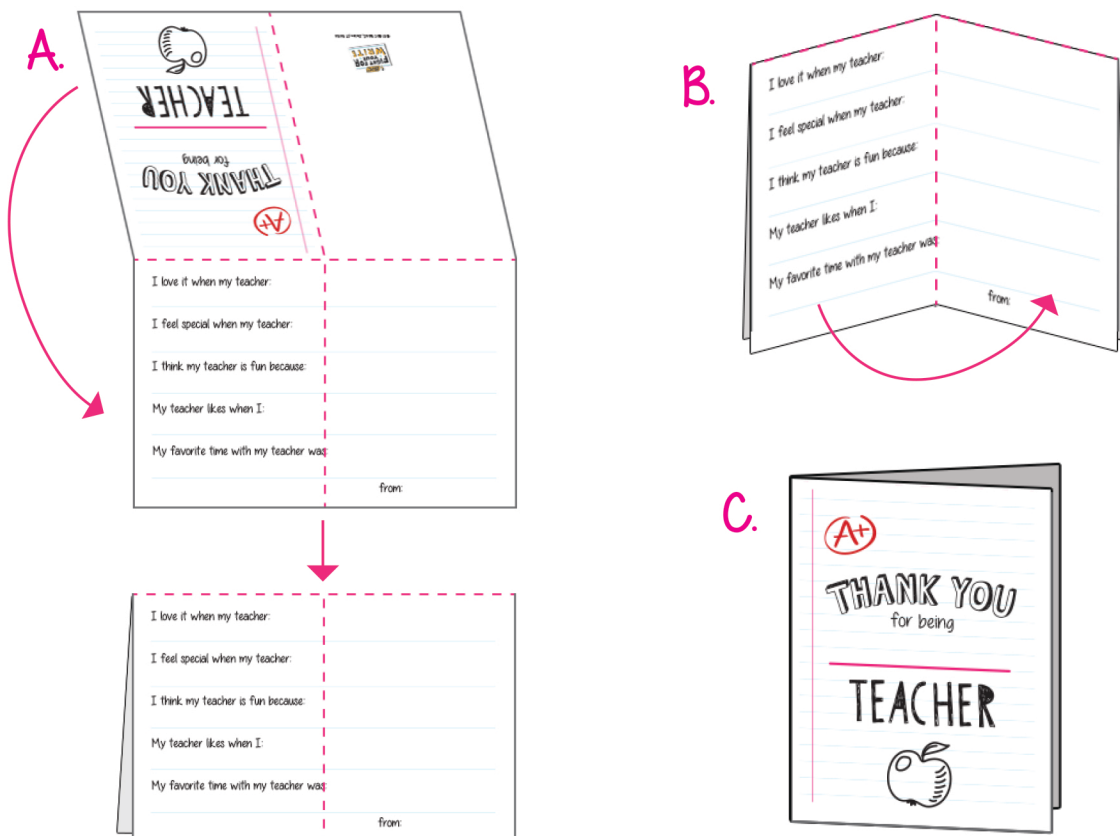 A.
A+
THANK YOU
for being
TEACHER
FIGHT FOR
your
WRITE
I love it when my teacher:
I feel special when my teacher:
I think my teacher is fun because:
My teacher likes when I:
My favorite time with my teacher was:
from:
I love it when my teacher:
I feel special when my teacher:
I think my teacher is fun because:
My teacher likes when I:
My favorite time with my teacher was:
from:
B.
I love it when my teacher:
I feel special when my teacher:
I think my teacher is fun because:
My teacher likes when I:
My favorite time with my teacher was:
from:
C.
A+
THANK YOU
for being
TEACHER